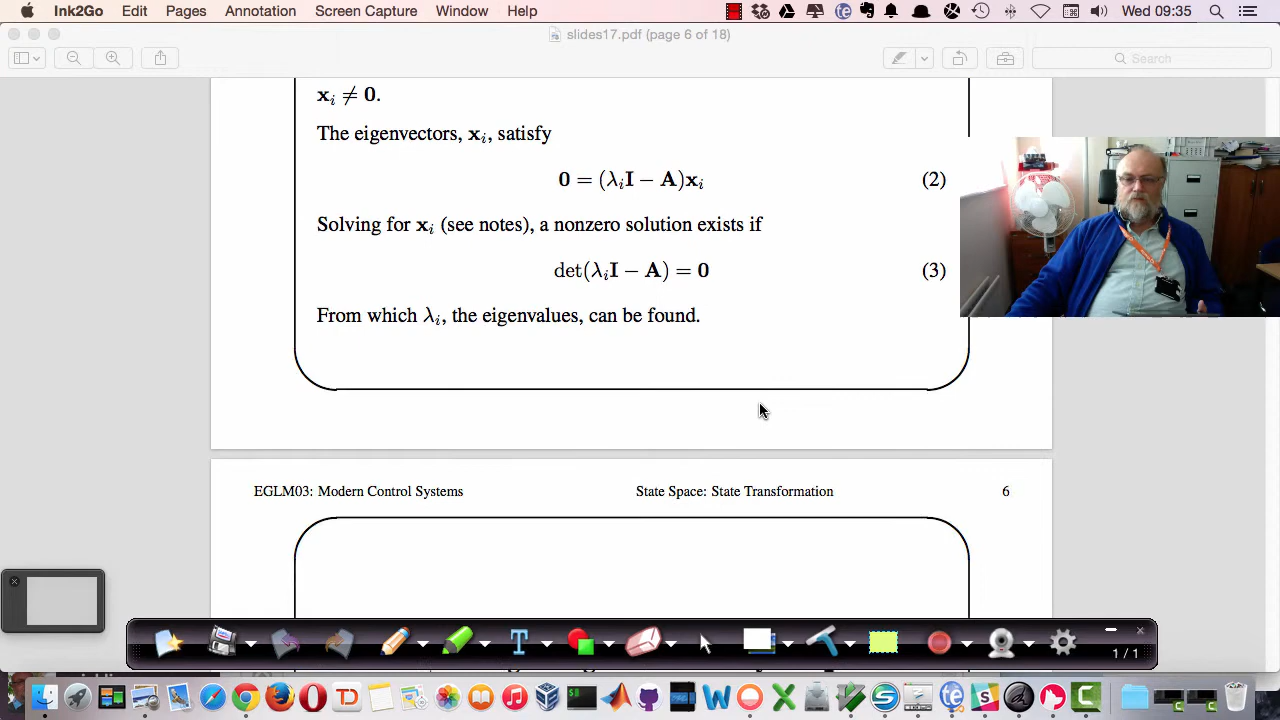 Ink2Go Edit Pages Annotation Screen Capture Window Help Wed 09:35
slides17.pdf (page 6 of 18)
Search
xᵢ ≠ 0.
The eigenvectors, xᵢ, satisfy
0 = (λᵢI − A)xᵢ (2)
Solving for xᵢ (see notes), a nonzero solution exists if
det(λᵢI − A) = 0 (3)
From which λᵢ, the eigenvalues, can be found.
EGLM03: Modern Control Systems State Space: State Transformation 6
1 / 1